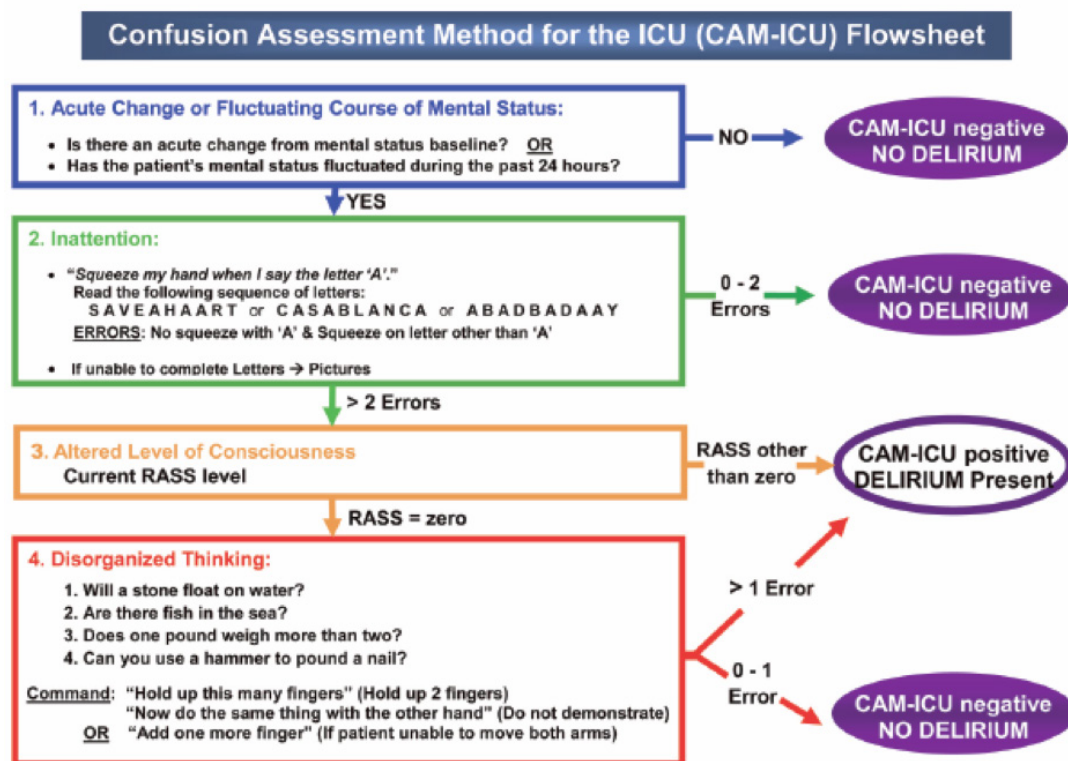 Confusion Assessment Method for the ICU (CAM-ICU) Flowsheet
1. Acute Change or Fluctuating Course of Mental Status:
• Is there an acute change from mental status baseline? OR
• Has the patient's mental status fluctuated during the past 24 hours?
NO
CAM-ICU negative
NO DELIRIUM
YES
2. Inattention:
• "Squeeze my hand when I say the letter 'A'."
Read the following sequence of letters:
S A V E A H A A R T or C A S A B L A N C A or A B A D B A D A A Y
ERRORS: No squeeze with 'A' & Squeeze on letter other than 'A'
• If unable to complete Letters → Pictures
0 - 2
Errors
CAM-ICU negative
NO DELIRIUM
> 2 Errors
3. Altered Level of Consciousness
Current RASS level
RASS other
than zero
CAM-ICU positive
DELIRIUM Present
RASS = zero
4. Disorganized Thinking:
1. Will a stone float on water?
2. Are there fish in the sea?
3. Does one pound weigh more than two?
4. Can you use a hammer to pound a nail?
Command: "Hold up this many fingers" (Hold up 2 fingers)
"Now do the same thing with the other hand" (Do not demonstrate)
OR "Add one more finger" (If patient unable to move both arms)
> 1 Error
0 - 1
Error
CAM-ICU negative
NO DELIRIUM